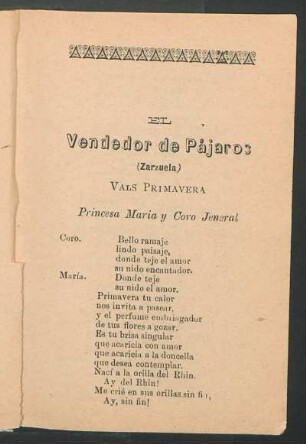 EL
Vendedor de Pájaros
(Zarzuela)
VALS PRIMAVERA
Princesa María y Coro Jeneral
Coro. Bello ramaje
lindo paisaje,
donde teje el amor
su nido encantador.
María. Donde teje
su nido el amor.
Primavera tu calor
nos invita a pasear,
y el perfume embriagador
de tus flores a gozar.
Es tu brisa singular
que acaricia con amor
que acaricia a la doncella
que desea contemplar.
Nací a la orilla del Rhin.
Ay del Rhin!
Me crié en sus orillas sin fin,
Ay, sin fin!